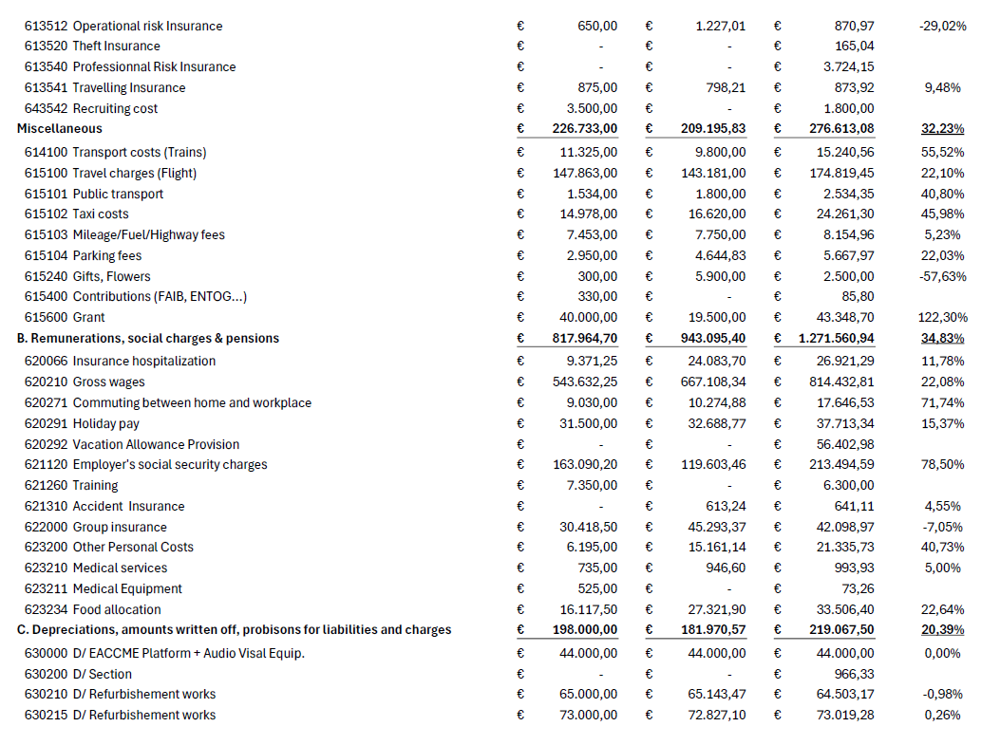 613512 Operational risk Insurance € 650,00 € 1.227,01 € 870,97 -29,02%
613520 Theft Insurance € - € - € 165,04
613540 Professionnal Risk Insurance € - € - € 3.724,15
613541 Travelling Insurance € 875,00 € 798,21 € 873,92 9,48%
643542 Recruiting cost € 3.500,00 € - € 1.800,00
Miscellaneous € 226.733,00 € 209.195,83 € 276.613,08 32,23%
614100 Transport costs (Trains) € 11.325,00 € 9.800,00 € 15.240,56 55,52%
615100 Travel charges (Flight) € 147.863,00 € 143.181,00 € 174.819,45 22,10%
615101 Public transport € 1.534,00 € 1.800,00 € 2.534,35 40,80%
615102 Taxi costs € 14.978,00 € 16.620,00 € 24.261,30 45,98%
615103 Mileage/Fuel/Highway fees € 7.453,00 € 7.750,00 € 8.154,96 5,23%
615104 Parking fees € 2.950,00 € 4.644,83 € 5.667,97 22,03%
615240 Gifts, Flowers € 300,00 € 5.900,00 € 2.500,00 -57,63%
615400 Contributions (FAIB, ENTOG...) € 330,00 € - € 85,80
615600 Grant € 40.000,00 € 19.500,00 € 43.348,70 122,30%
B. Remunerations, social charges & pensions € 817.964,70 € 943.095,40 € 1.271.560,94 34,83%
620066 Insurance hospitalization € 9.371,25 € 24.083,70 € 26.921,29 11,78%
620210 Gross wages € 543.632,25 € 667.108,34 € 814.432,81 22,08%
620271 Commuting between home and workplace € 9.030,00 € 10.274,88 € 17.646,53 71,74%
620291 Holiday pay € 31.500,00 € 32.688,77 € 37.713,34 15,37%
620292 Vacation Allowance Provision € - € - € 56.402,98
621120 Employer's social security charges € 163.090,20 € 119.603,46 € 213.494,59 78,50%
621260 Training € 7.350,00 € - € 6.300,00
621310 Accident Insurance € - € 613,24 € 641,11 4,55%
622000 Group insurance € 30.418,50 € 45.293,37 € 42.098,97 -7,05%
623200 Other Personal Costs € 6.195,00 € 15.161,14 € 21.335,73 40,73%
623210 Medical services € 735,00 € 946,60 € 993,93 5,00%
623211 Medical Equipment € 525,00 € - € 73,26
623234 Food allocation € 16.117,50 € 27.321,90 € 33.506,40 22,64%
C. Depreciations, amounts written off, probisons for liabilities and charges € 198.000,00 € 181.970,57 € 219.067,50 20,39%
630000 D/ EACCME Platform + Audio Visal Equip. € 44.000,00 € 44.000,00 € 44.000,00 0,00%
630200 D/ Section € - € - € 966,33
630210 D/ Refurbishement works € 65.000,00 € 65.143,47 € 64.503,17 -0,98%
630215 D/ Refurbishement works € 73.000,00 € 72.827,10 € 73.019,28 0,26%